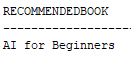 RECOMMENDEDBOOK
--------------------
AI for Beginners